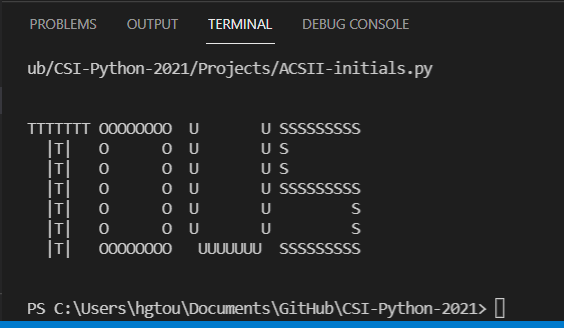 PROBLEMS OUTPUT TERMINAL DEBUG CONSOLE
ub/CSI-Python-2021/Projects/ACSII-initials.py
TTTTTTT OOOOOOOO  U       U SSSSSSSSS
  |T|   O      O  U       U S
  |T|   O      O  U       U S
  |T|   O      O  U       U SSSSSSSSS
  |T|   O      O  U       U         S
  |T|   O      O  U       U         S
  |T|   OOOOOOOO   UUUUUUU  SSSSSSSSS
PS C:\Users\hgtou\Documents\GitHub\CSI-Python-2021>